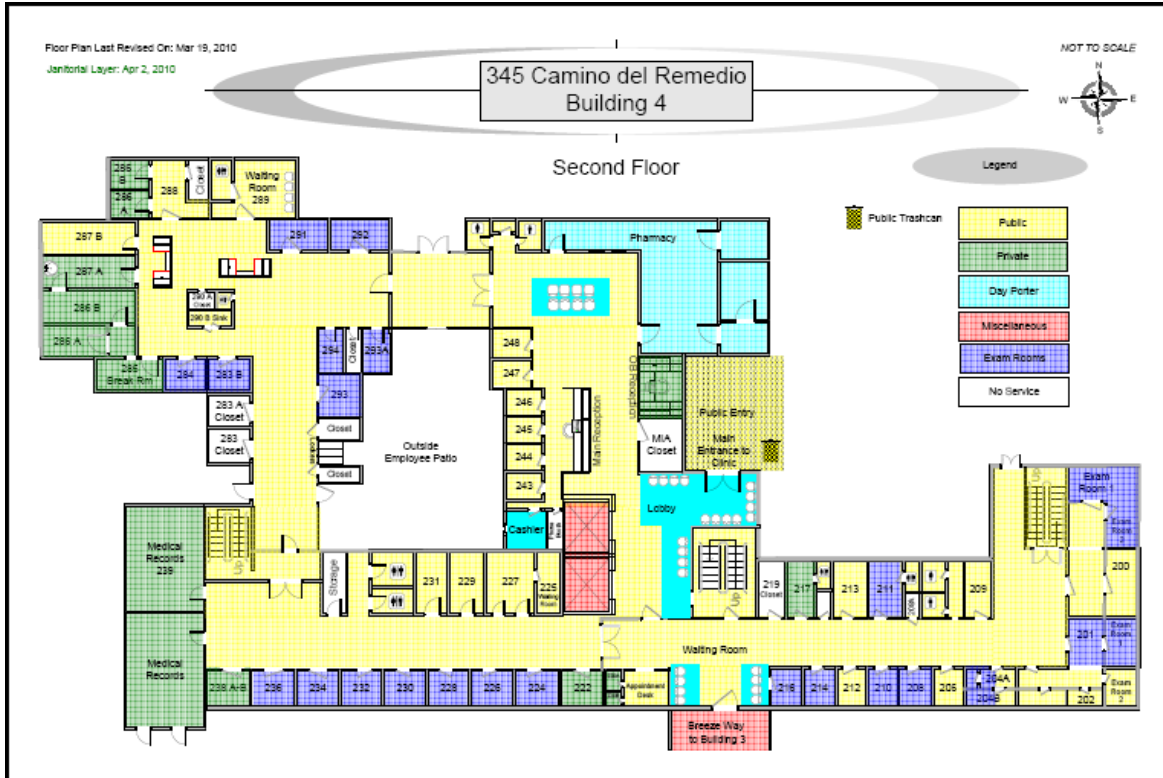 Floor Plan Last Revised On: Mar 19, 2010
Janitorial Layer: Apr 2, 2010
345 Camino del Remedio
Building 4
NOT TO SCALE
N
W
E
S
Second Floor
Legend
Public Trashcan
Public
Private
Day Porter
Miscellaneous
Exam Rooms
No Service
288
Closet
Waiting
Room
289
287 B
291
292
Pharmacy
287 A
286 B
286 A
290 A
Closet
290 B Sink
Break Rm
284
283 B
294
Closet
293A
293
248
247
246
245
244
243
283 A
Closet
283
Closet
Closet
Closet
Outside
Employee Patio
Main Reception
MIA
Closet
Public Entry
Main
Entrance to
Clinic
Lobby
Cashier
Up
Up
Up
Medical
Records
239
Medical
Records
Storage
231
229
227
225
Waiting
Room
219
Closet
217
213
211
209
200
Exam
Room 1
Exam
Room 2
201
Exam
Room 1
Exam
Room 2
Waiting Room
238 A-B
236
234
232
230
228
226
224
222
Appointment
Desk
216
214
212
210
208
205
204A
204B
202
Breeze Way
to Building 3